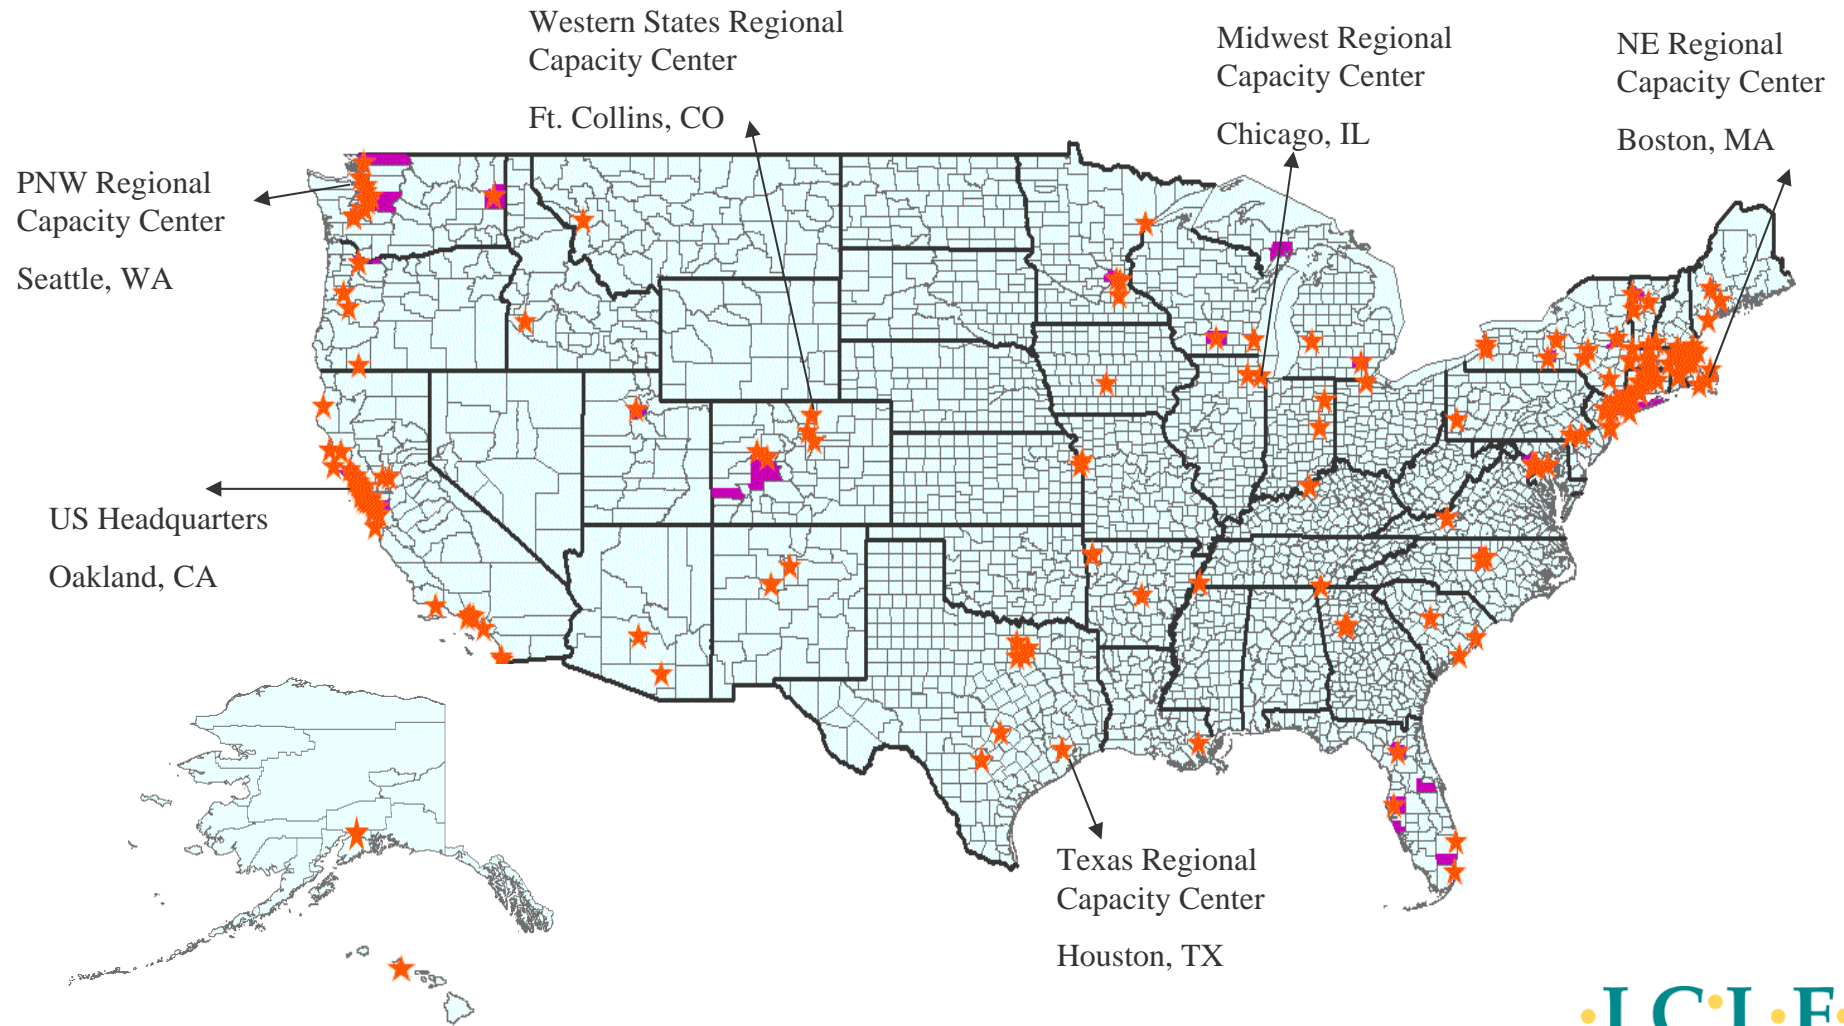 Western States Regional
Capacity Center
Ft. Collins, CO
Midwest Regional
Capacity Center
Chicago, IL
NE Regional
Capacity Center
Boston, MA
PNW Regional
Capacity Center
Seattle, WA
US Headquarters
Oakland, CA
Texas Regional
Capacity Center
Houston, TX
·I·C·L·E·I